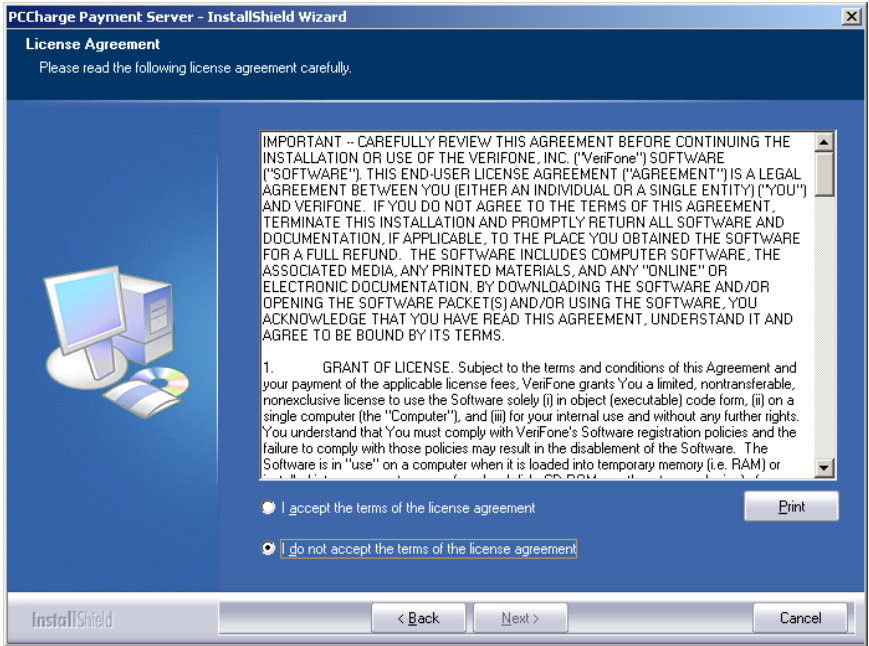 PCCharge Payment Server - InstallShield Wizard
License Agreement
Please read the following license agreement carefully.
IMPORTANT -- CAREFULLY REVIEW THIS AGREEMENT BEFORE CONTINUING THE
INSTALLATION OR USE OF THE VERIFONE, INC. ("VeriFone") SOFTWARE
("SOFTWARE"). THIS END-USER LICENSE AGREEMENT ("AGREEMENT") IS A LEGAL
AGREEMENT BETWEEN YOU (EITHER AN INDIVIDUAL OR A SINGLE ENTITY) ("YOU")
AND VERIFONE.  IF YOU DO NOT AGREE TO THE TERMS OF THIS AGREEMENT,
TERMINATE THIS INSTALLATION AND PROMPTLY RETURN ALL SOFTWARE AND
DOCUMENTATION, IF APPLICABLE, TO THE PLACE YOU OBTAINED THE SOFTWARE
FOR A FULL REFUND.  THE SOFTWARE INCLUDES COMPUTER SOFTWARE, THE
ASSOCIATED MEDIA, ANY PRINTED MATERIALS, AND ANY "ONLINE" OR
ELECTRONIC DOCUMENTATION. BY DOWNLOADING THE SOFTWARE AND/OR
OPENING THE SOFTWARE PACKET(S) AND/OR USING THE SOFTWARE, YOU
ACKNOWLEDGE THAT YOU HAVE READ THIS AGREEMENT, UNDERSTAND IT AND
AGREE TO BE BOUND BY ITS TERMS.
1. GRANT OF LICENSE. Subject to the terms and conditions of this Agreement and
your payment of the applicable license fees, VeriFone grants You a limited, nontransferable,
nonexclusive license to use the Software solely (i) in object (executable) code form, (ii) on a
single computer (the "Computer"), and (iii) for your internal use and without any further rights.
You understand that You must comply with VeriFone's Software registration policies and the
failure to comply with those policies may result in the disablement of the Software.  The
Software is in "use" on a computer when it is loaded into temporary memory (i.e. RAM) or
I accept the terms of the license agreement
Print
I do not accept the terms of the license agreement
InstallShield
< Back
Next >
Cancel